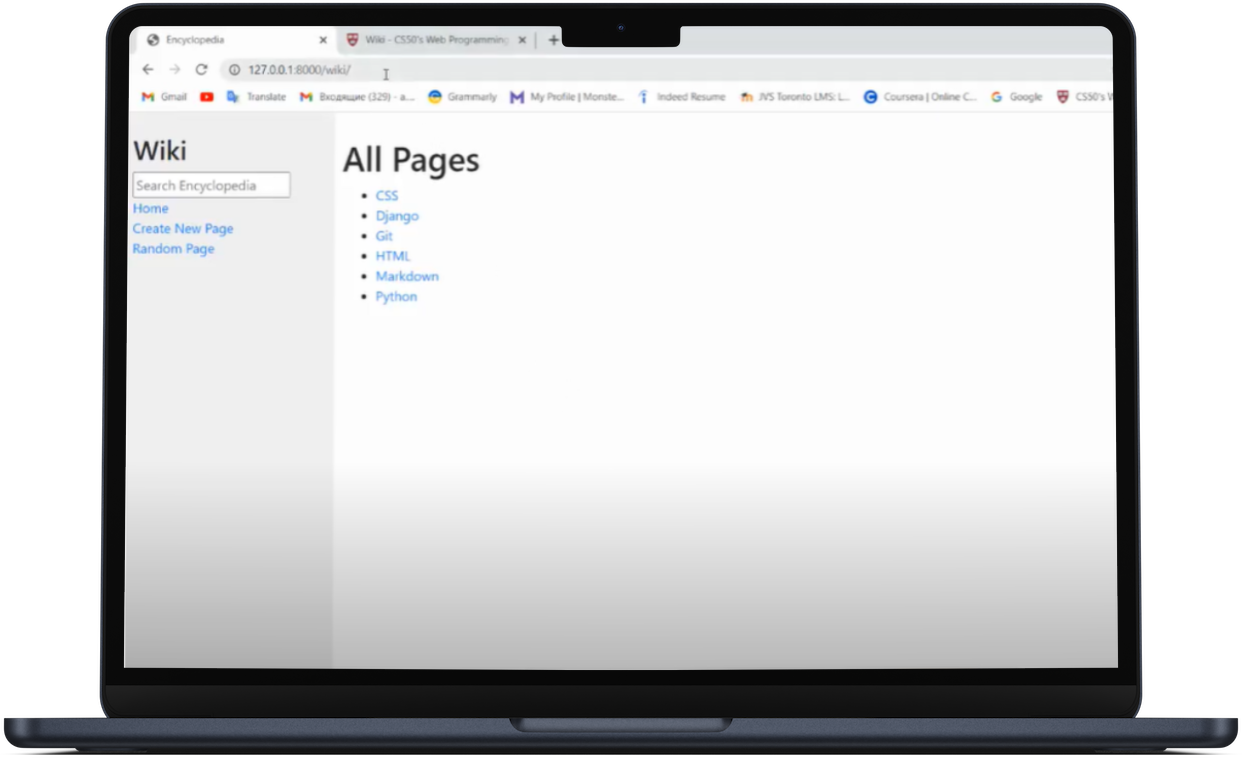 Encyclopedia
Wiki - CS50's Web Programming
127.0.0.1:8000/wiki/
Gmail Translate Входящие (329) - a... Grammarly My Profile | Monste... Indeed Resume JVS Toronto LMS: L... Coursera | Online C... Google CS50's W
Wiki
Search Encyclopedia
Home
Create New Page
Random Page
All Pages
CSS
Django
Git
HTML
Markdown
Python